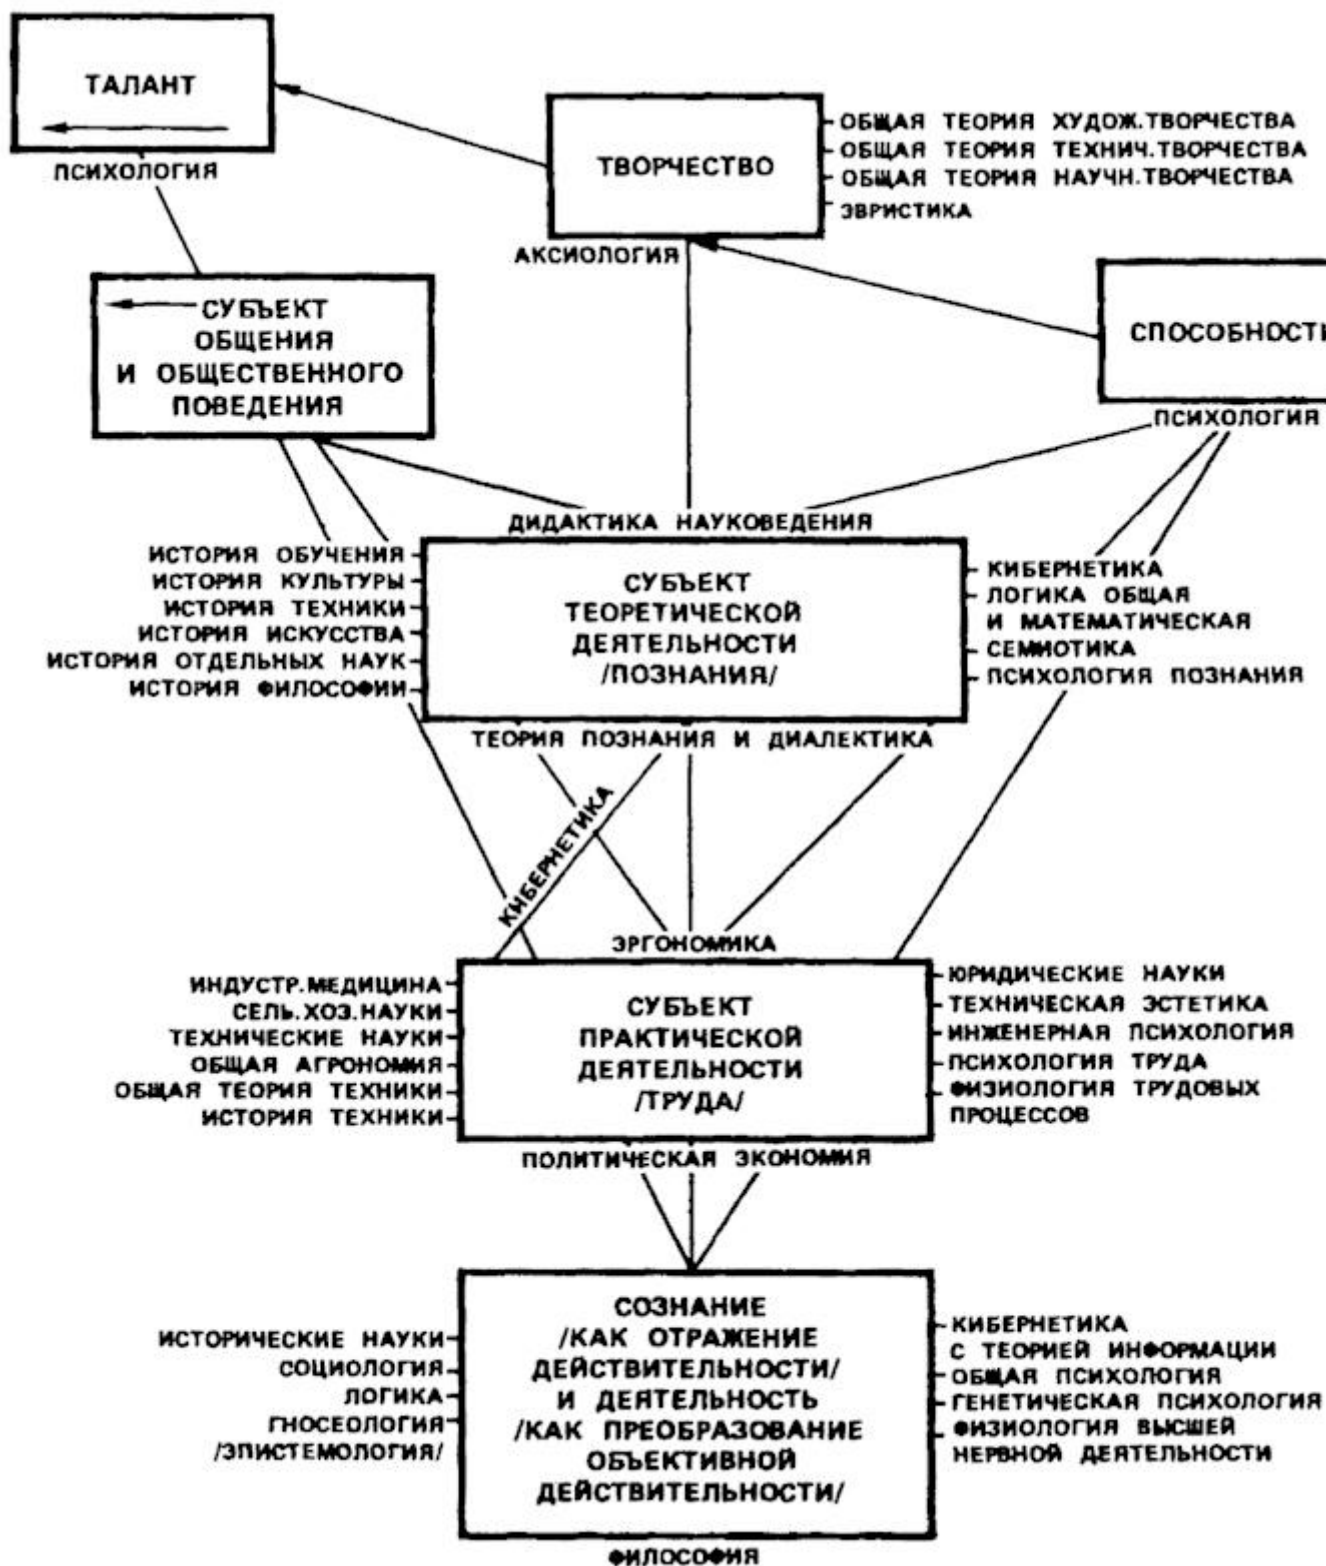 ТАЛАНТ
ПСИХОЛОГИЯ
ТВОРЧЕСТВО
ОБЩАЯ ТЕОРИЯ ХУДОЖ.ТВОРЧЕСТВА
ОБЩАЯ ТЕОРИЯ ТЕХНИЧ.ТВОРЧЕСТВА
ОБЩАЯ ТЕОРИЯ НАУЧН.ТВОРЧЕСТВА
ЭВРИСТИКА
АКСИОЛОГИЯ
СУБЪЕКТ
ОБЩЕНИЯ
И ОБЩЕСТВЕННОГО
ПОВЕДЕНИЯ
СПОСОБНОСТЬ
ПСИХОЛОГИЯ
ДИДАКТИКА НАУКОВЕДЕНИЯ
ИСТОРИЯ ОБУЧЕНИЯ
ИСТОРИЯ КУЛЬТУРЫ
ИСТОРИЯ ТЕХНИКИ
ИСТОРИЯ ИСКУССТВА
ИСТОРИЯ ОТДЕЛЬНЫХ НАУК
ИСТОРИЯ ФИЛОСОФИИ
СУБЪЕКТ
ТЕОРЕТИЧЕСКОЙ
ДЕЯТЕЛЬНОСТИ
/ПОЗНАНИЯ/
КИБЕРНЕТИКА
ЛОГИКА ОБЩАЯ
И МАТЕМАТИЧЕСКАЯ
СЕМИОТИКА
ПСИХОЛОГИЯ ПОЗНАНИЯ
ТЕОРИЯ ПОЗНАНИЯ И ДИАЛЕКТИКА
КИБЕРНЕТИКА
ЭРГОНОМИКА
ИНДУСТР.МЕДИЦИНА
СЕЛЬ.ХОЗ.НАУКИ
ТЕХНИЧЕСКИЕ НАУКИ
ОБЩАЯ АГРОНОМИЯ
ОБЩАЯ ТЕОРИЯ ТЕХНИКИ
ИСТОРИЯ ТЕХНИКИ
СУБЪЕКТ
ПРАКТИЧЕСКОЙ
ДЕЯТЕЛЬНОСТИ
/ТРУДА/
ЮРИДИЧЕСКИЕ НАУКИ
ТЕХНИЧЕСКАЯ ЭСТЕТИКА
ИНЖЕНЕРНАЯ ПСИХОЛОГИЯ
ПСИХОЛОГИЯ ТРУДА
ФИЗИОЛОГИЯ ТРУДОВЫХ
ПРОЦЕССОВ
ПОЛИТИЧЕСКАЯ ЭКОНОМИЯ
ИСТОРИЧЕСКИЕ НАУКИ
СОЦИОЛОГИЯ
ЛОГИКА
ГНОСЕОЛОГИЯ
/ЭПИСТЕМОЛОГИЯ/
СОЗНАНИЕ
/КАК ОТРАЖЕНИЕ
ДЕЙСТВИТЕЛЬНОСТИ/
И ДЕЯТЕЛЬНОСТЬ
/КАК ПРЕОБРАЗОВАНИЕ
ОБЪЕКТИВНОЙ
ДЕЙСТВИТЕЛЬНОСТИ/
КИБЕРНЕТИКА
С ТЕОРИЕЙ ИНФОРМАЦИИ
ОБЩАЯ ПСИХОЛОГИЯ
ГЕНЕТИЧЕСКАЯ ПСИХОЛОГИЯ
ФИЗИОЛОГИЯ ВЫСШЕЙ
НЕРВНОЙ ДЕЯТЕЛЬНОСТИ
ФИЛОСОФИЯ